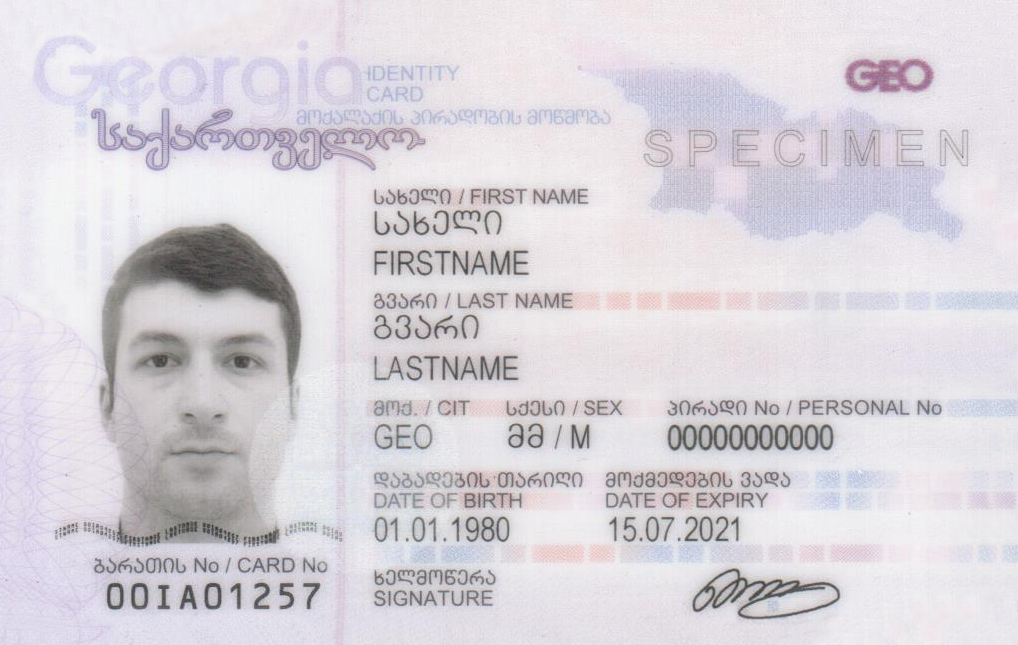 Georgia
IDENTITY
CARD
მოქალაქის პირადობის მოწმობა
საქართველო
GEO
SPECIMEN
სახელი / FIRST NAME
სახელი
FIRSTNAME
გვარი / LAST NAME
გვარი
LASTNAME
მოქ. / CIT სქესი / SEX პირადი No / PERSONAL No
GEO მმ / M 00000000000
დაბადების თარიღი მოქმედების ვადა
DATE OF BIRTH DATE OF EXPIRY
01.01.1980 15.07.2021
ბარათის No / CARD No
00IA01257
ხელმოწერა
SIGNATURE